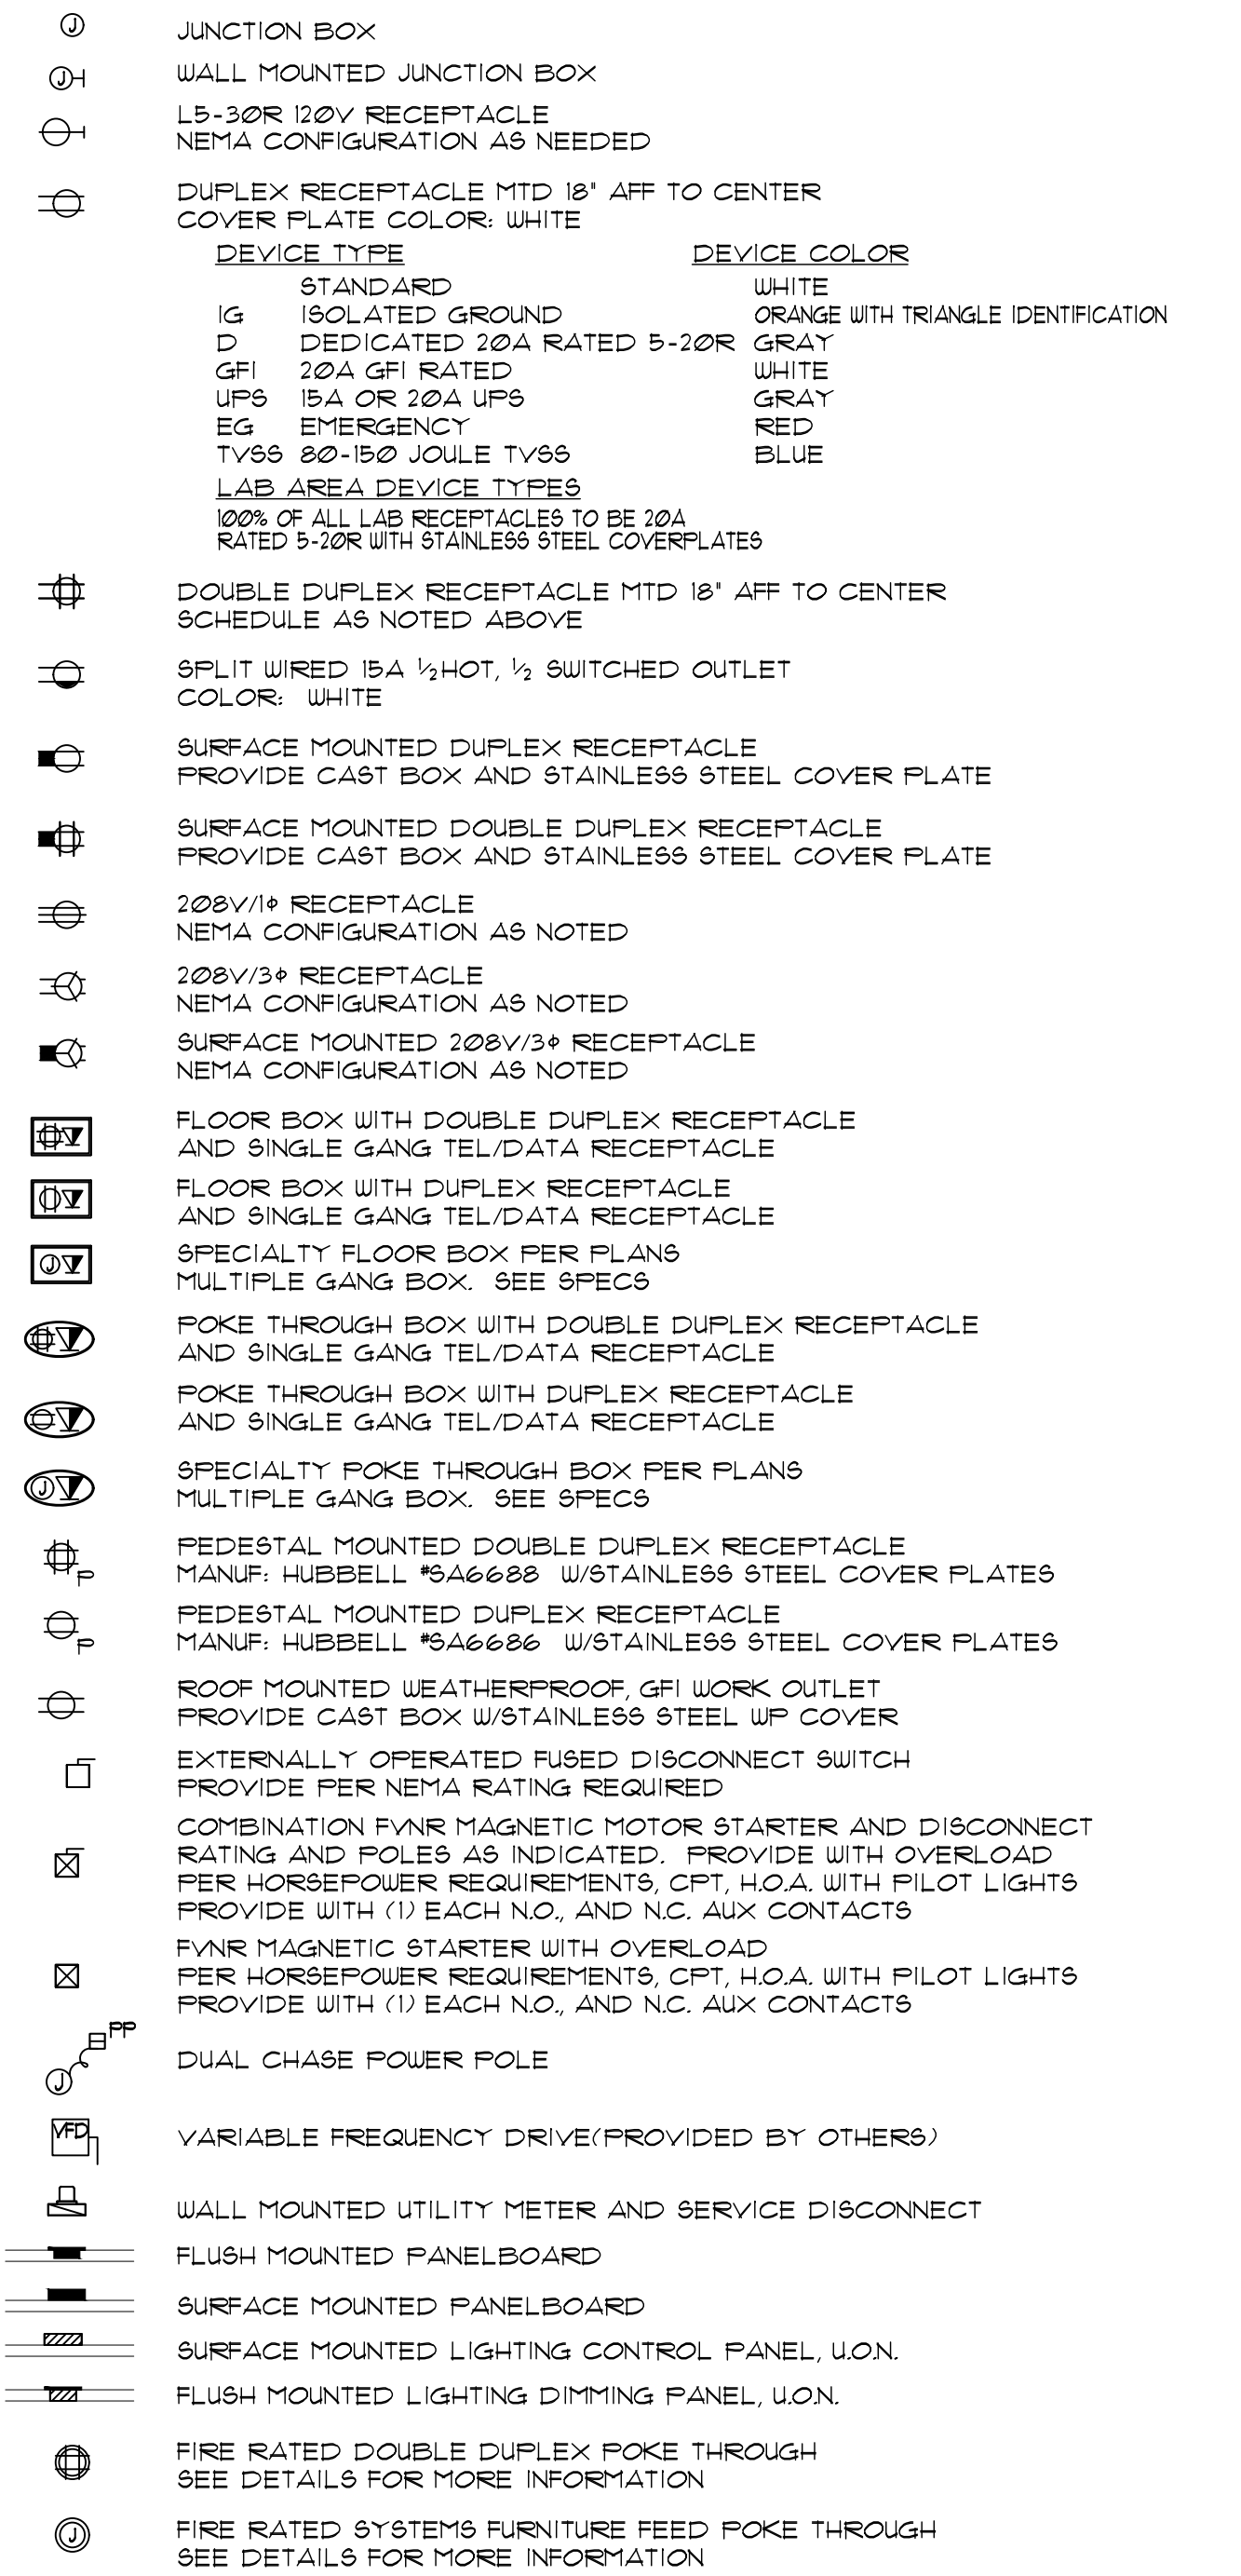 J JUNCTION BOX
J WALL MOUNTED JUNCTION BOX
L5-30R 120V RECEPTACLE
NEMA CONFIGURATION AS NEEDED
DUPLEX RECEPTACLE MTD 18" AFF TO CENTER
COVER PLATE COLOR: WHITE
DEVICE TYPE DEVICE COLOR
STANDARD WHITE
IG ISOLATED GROUND ORANGE WITH TRIANGLE IDENTIFICATION
D DEDICATED 20A RATED 5-20R GRAY
GFI 20A GFI RATED WHITE
UPS 15A OR 20A UPS GRAY
EG EMERGENCY RED
TVSS 80-150 JOULE TVSS BLUE
LAB AREA DEVICE TYPES
100% OF ALL LAB RECEPTACLES TO BE 20A
RATED 5-20R WITH STAINLESS STEEL COVERPLATES
DOUBLE DUPLEX RECEPTACLE MTD 18" AFF TO CENTER
SCHEDULE AS NOTED ABOVE
SPLIT WIRED 15A ½HOT, ½ SWITCHED OUTLET
COLOR: WHITE
SURFACE MOUNTED DUPLEX RECEPTACLE
PROVIDE CAST BOX AND STAINLESS STEEL COVER PLATE
SURFACE MOUNTED DOUBLE DUPLEX RECEPTACLE
PROVIDE CAST BOX AND STAINLESS STEEL COVER PLATE
208V/1ϕ RECEPTACLE
NEMA CONFIGURATION AS NOTED
208V/3ϕ RECEPTACLE
NEMA CONFIGURATION AS NOTED
SURFACE MOUNTED 208V/3ϕ RECEPTACLE
NEMA CONFIGURATION AS NOTED
FLOOR BOX WITH DOUBLE DUPLEX RECEPTACLE
AND SINGLE GANG TEL/DATA RECEPTACLE
FLOOR BOX WITH DUPLEX RECEPTACLE
AND SINGLE GANG TEL/DATA RECEPTACLE
J SPECIALTY FLOOR BOX PER PLANS
MULTIPLE GANG BOX. SEE SPECS
POKE THROUGH BOX WITH DOUBLE DUPLEX RECEPTACLE
AND SINGLE GANG TEL/DATA RECEPTACLE
POKE THROUGH BOX WITH DUPLEX RECEPTACLE
AND SINGLE GANG TEL/DATA RECEPTACLE
J SPECIALTY POKE THROUGH BOX PER PLANS
MULTIPLE GANG BOX. SEE SPECS
PEDESTAL MOUNTED DOUBLE DUPLEX RECEPTACLE
P MANUF: HUBBELL #SA6688 W/STAINLESS STEEL COVER PLATES
PEDESTAL MOUNTED DUPLEX RECEPTACLE
P MANUF: HUBBELL #SA6686 W/STAINLESS STEEL COVER PLATES
ROOF MOUNTED WEATHERPROOF, GFI WORK OUTLET
PROVIDE CAST BOX W/STAINLESS STEEL WP COVER
EXTERNALLY OPERATED FUSED DISCONNECT SWITCH
PROVIDE PER NEMA RATING REQUIRED
COMBINATION FVNR MAGNETIC MOTOR STARTER AND DISCONNECT
RATING AND POLES AS INDICATED. PROVIDE WITH OVERLOAD
PER HORSEPOWER REQUIREMENTS, CPT, H.O.A. WITH PILOT LIGHTS
PROVIDE WITH (1) EACH N.O., AND N.C. AUX CONTACTS
FVNR MAGNETIC STARTER WITH OVERLOAD
PER HORSEPOWER REQUIREMENTS, CPT, H.O.A. WITH PILOT LIGHTS
PROVIDE WITH (1) EACH N.O., AND N.C. AUX CONTACTS
PP
J DUAL CHASE POWER POLE
VFD VARIABLE FREQUENCY DRIVE(PROVIDED BY OTHERS)
WALL MOUNTED UTILITY METER AND SERVICE DISCONNECT
FLUSH MOUNTED PANELBOARD
SURFACE MOUNTED PANELBOARD
SURFACE MOUNTED LIGHTING CONTROL PANEL, U.O.N.
FLUSH MOUNTED LIGHTING DIMMING PANEL, U.O.N.
FIRE RATED DOUBLE DUPLEX POKE THROUGH
SEE DETAILS FOR MORE INFORMATION
J FIRE RATED SYSTEMS FURNITURE FEED POKE THROUGH
SEE DETAILS FOR MORE INFORMATION